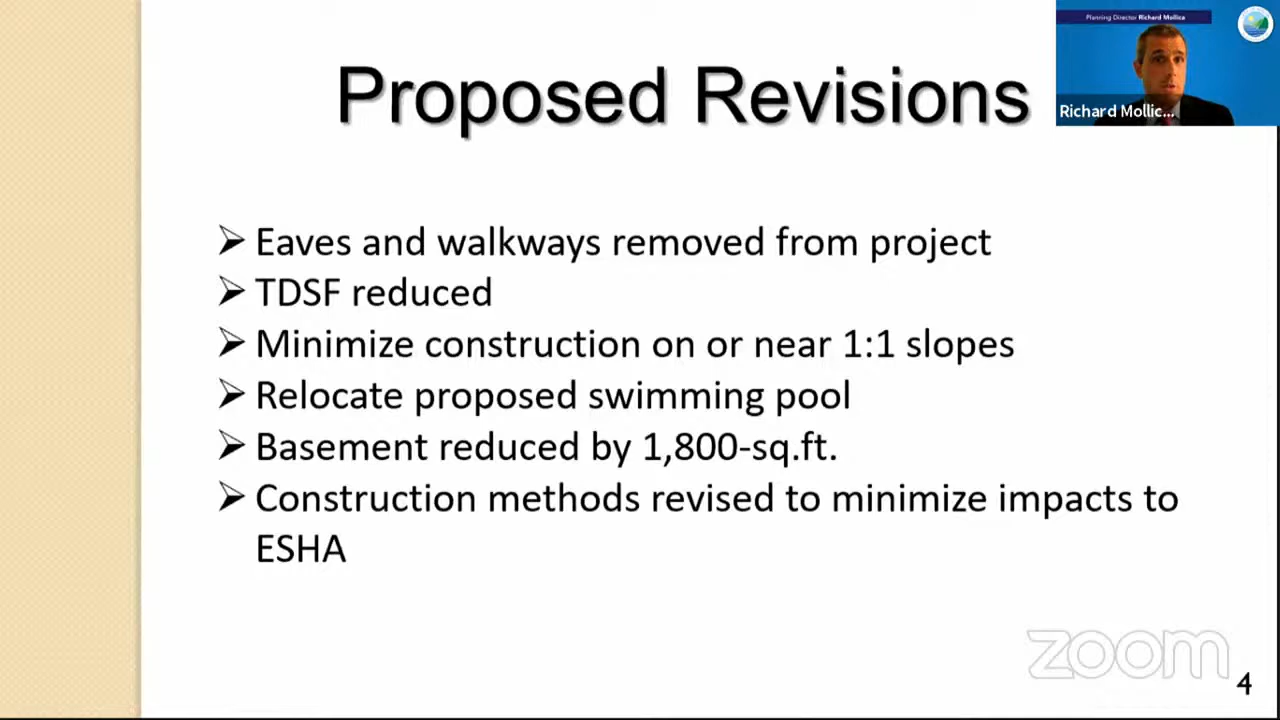 Planning Director Richard Mollica
Proposed Revisions
Richard Mollic...
➢ Eaves and walkways removed from project
➢ TDSF reduced
➢ Minimize construction on or near 1:1 slopes
➢ Relocate proposed swimming pool
➢ Basement reduced by 1,800-sq.ft.
➢ Construction methods revised to minimize impacts to
ESHA
zoom
4